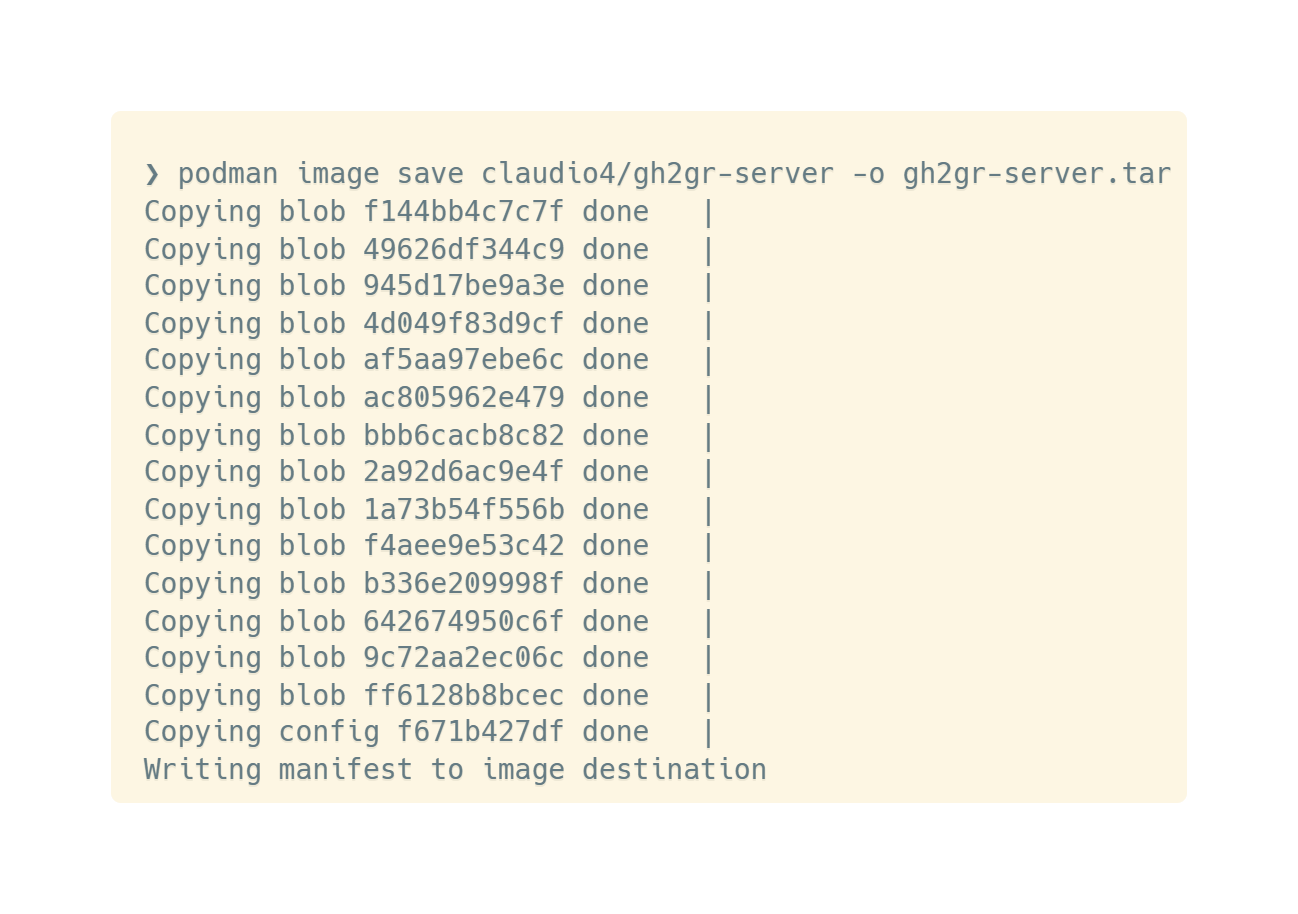 ❯ podman image save claudio4/gh2gr-server -o gh2gr-server.tar
Copying blob f144bb4c7c7f done   |
Copying blob 49626df344c9 done   |
Copying blob 945d17be9a3e done   |
Copying blob 4d049f83d9cf done   |
Copying blob af5aa97ebe6c done   |
Copying blob ac805962e479 done   |
Copying blob bbb6cacb8c82 done   |
Copying blob 2a92d6ac9e4f done   |
Copying blob 1a73b54f556b done   |
Copying blob f4aee9e53c42 done   |
Copying blob b336e209998f done   |
Copying blob 642674950c6f done   |
Copying blob 9c72aa2ec06c done   |
Copying blob ff6128b8bcec done   |
Copying config f671b427df done   |
Writing manifest to image destination